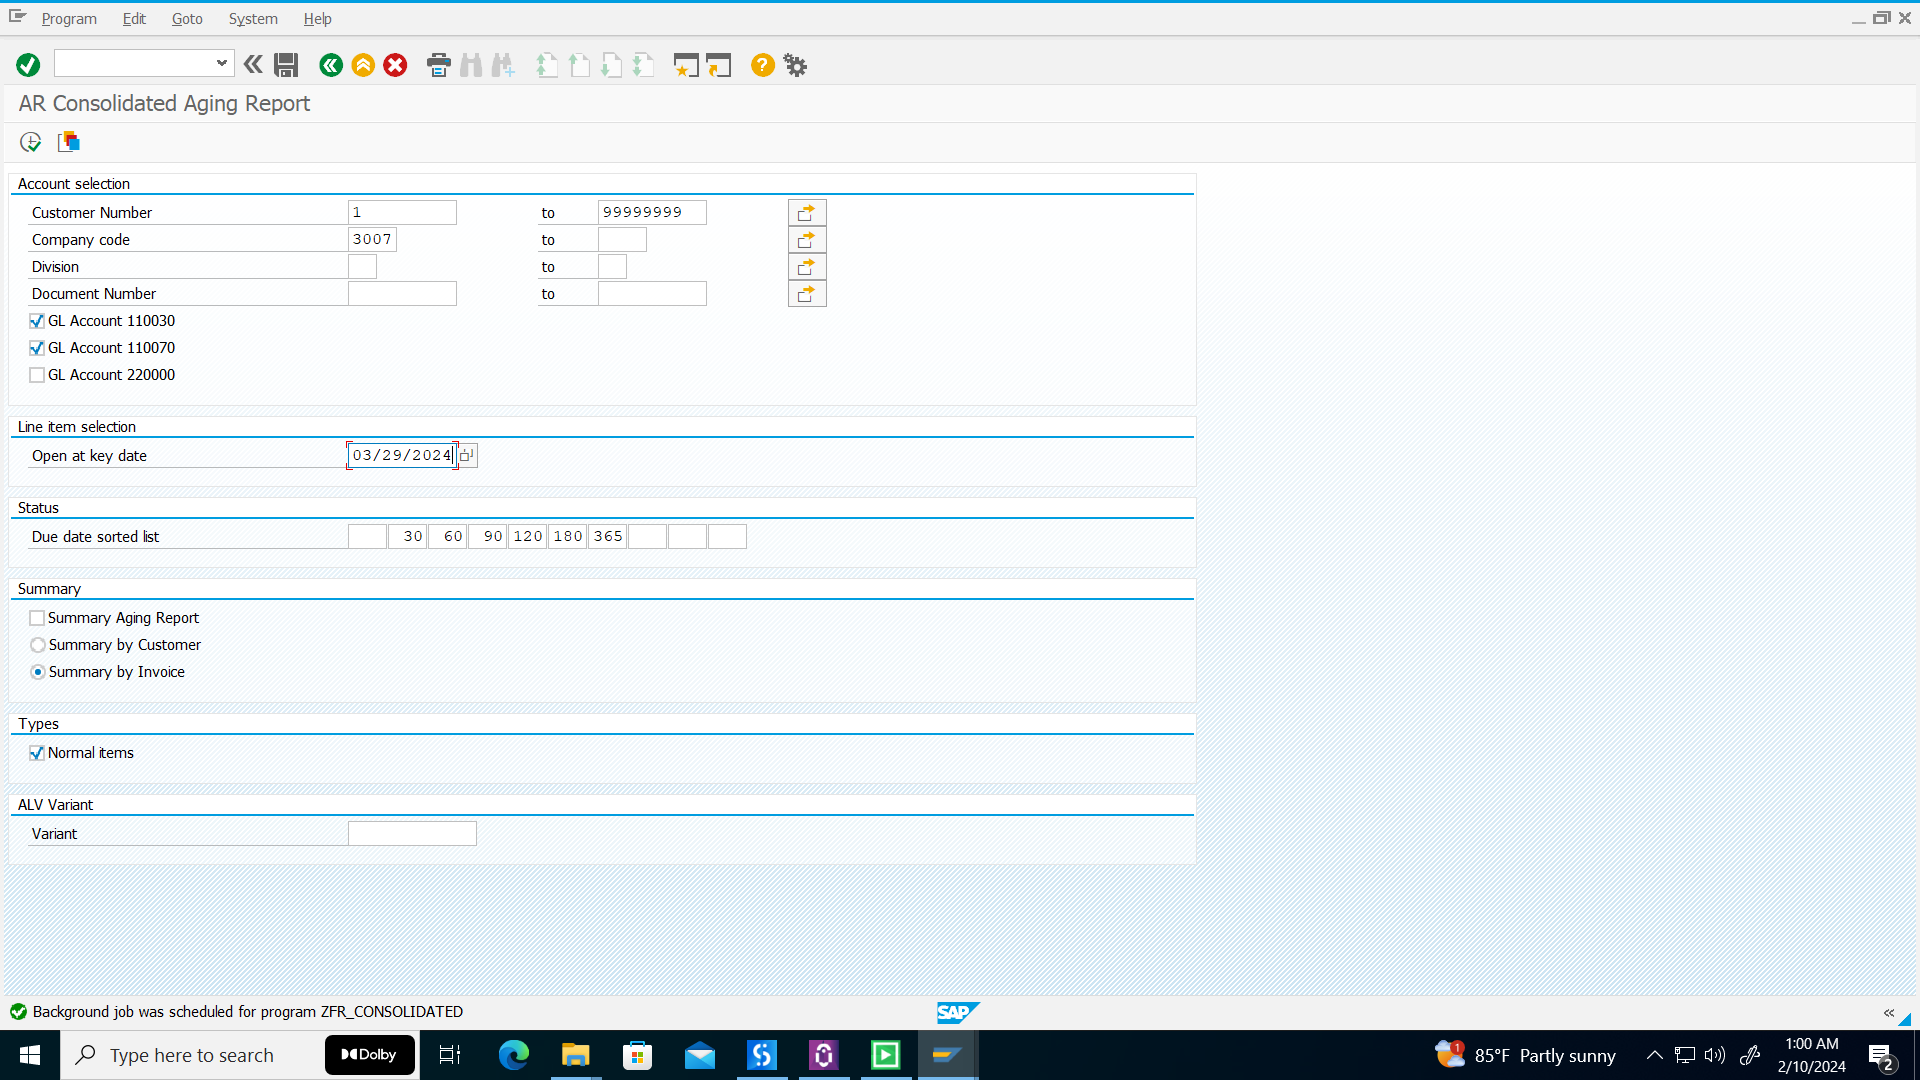 Program Edit Goto System Help
AR Consolidated Aging Report
Account selection
Customer Number 1 to 99999999
Company code 3007 to
Division to
Document Number to
GL Account 110030
GL Account 110070
GL Account 220000
Line item selection
Open at key date 03/29/2024
Status
Due date sorted list 30 60 90 120 180 365
Summary
Summary Aging Report
Summary by Customer
Summary by Invoice
Types
Normal items
ALV Variant
Variant
Background job was scheduled for program ZFR_CONSOLIDATED
SAP
Type here to search
Dolby
1
85°F Partly sunny
1:00 AM
2/10/2024
2